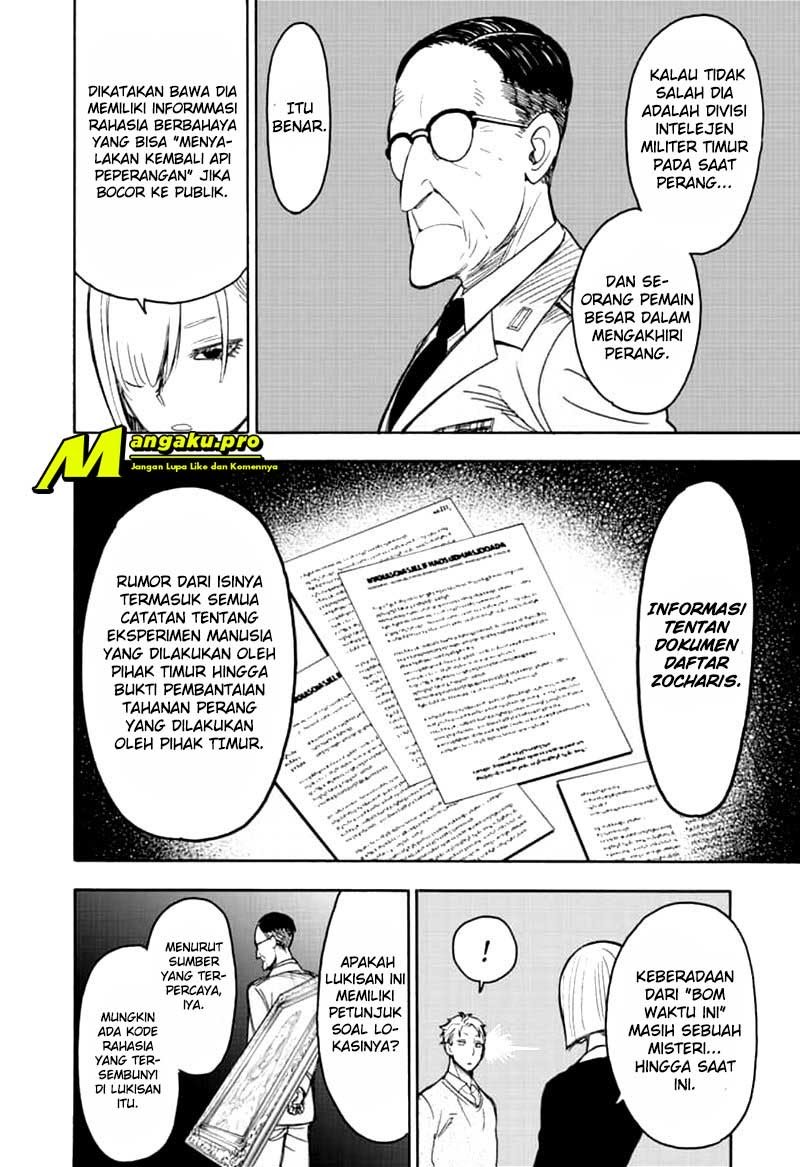 KALAU TIDAK
SALAH DIA
ADALAH DIVISI
INTELEJEN
MILITER TIMUR
PADA SAAT
PERANG...
DAN SE-
ORANG PEMAIN
BESAR DALAM
MENGAKHIRI
PERANG.
ITU
BENAR.
DIKATAKAN BAWA DIA
MEMILIKI INFORMMASI
RAHASIA BERBAHAYA
YANG BISA "MENYA-
LAKAN KEMBALI API
PEPERANGAN" JIKA
BOCOR KE PUBLIK.
Mangaku.pro
Jangan Lupa Like dan Komennya
INFORMASI
TENTAN
DOKUMEN
DAFTAR
ZOCHARIS.
RUMOR DARI ISINYA
TERMASUK SEMUA
CATATAN TENTANG
EKSPERIMEN MANUSIA
YANG DILAKUKAN OLEH
PIHAK TIMUR HINGGA
BUKTI PEMBANTAIAN
TAHANAN PERANG
YANG DILAKUKAN
OLEH PIHAK TIMUR.
KEBERADAAN
DARI "BOM
WAKTU INI"
MASIH SEBUAH
MISTERI...
HINGGA SAAT
INI.
!
APAKAH
LUKISAN INI
MEMILIKI
PETUNJUK
SOAL LO-
KASINYA?
MENURUT
SUMBER
YANG TER-
PERCAYA,
IYA.
MUNGKIN
ADA KODE
RAHASIA
YANG TER-
SEMBUNYI
DI LUKISAN
ITU.